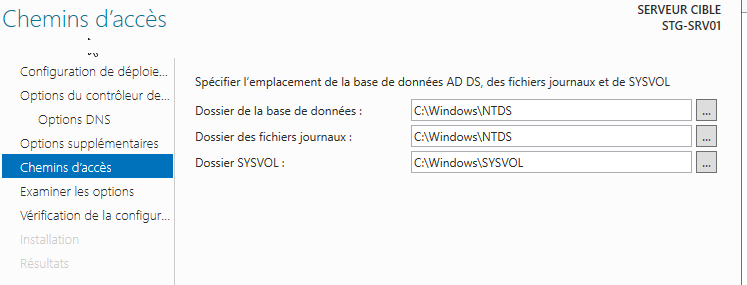 Chemins d’accès
SERVEUR CIBLE
STG-SRV01
Configuration de déploie...
Options du contrôleur de...
Options DNS
Options supplémentaires
Chemins d’accès
Examiner les options
Vérification de la configur...
Installation
Résultats
Spécifier l’emplacement de la base de données AD DS, des fichiers journaux et de SYSVOL
Dossier de la base de données : C:\Windows\NTDS ...
Dossier des fichiers journaux : C:\Windows\NTDS ...
Dossier SYSVOL : C:\Windows\SYSVOL ...